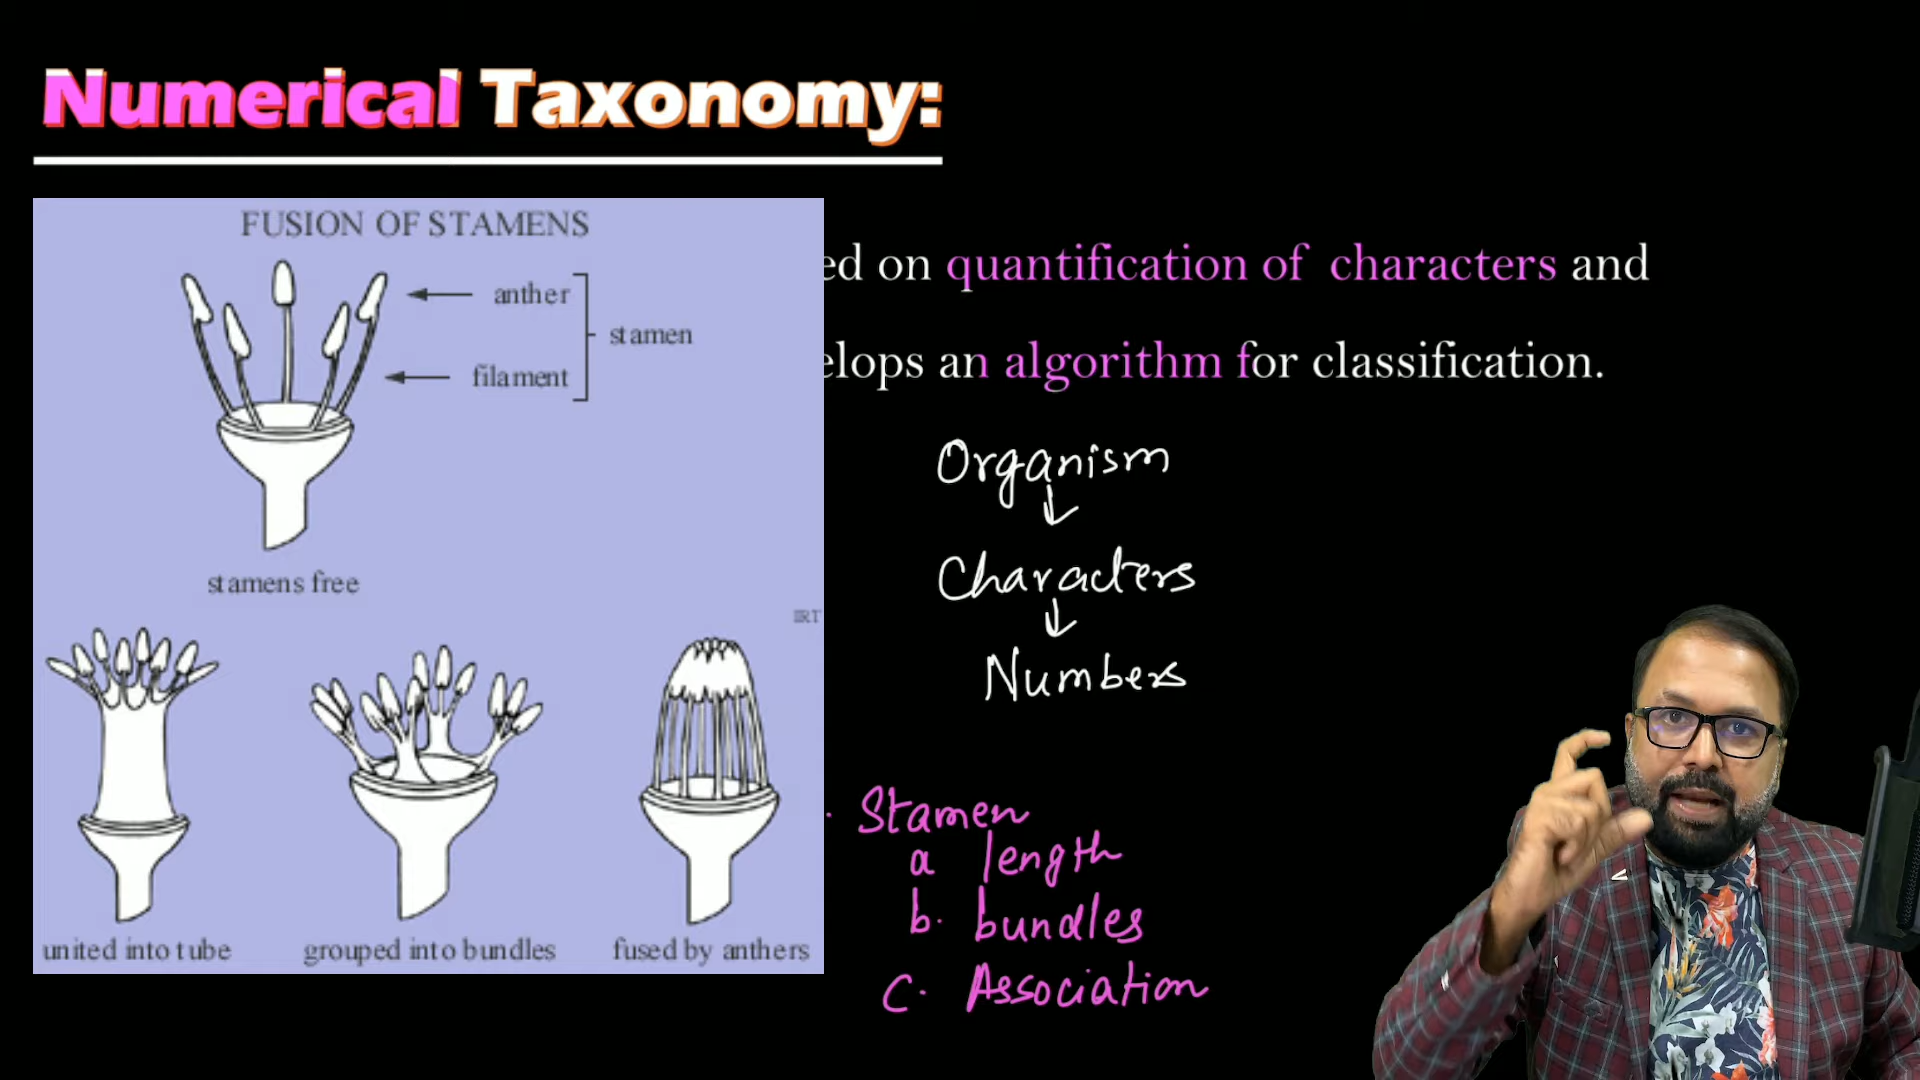 Numerical Taxonomy:
FUSION OF STAMENS
anther
stamen
filament
stamens free
IRT
united into tube
grouped into bundles
fused by anthers
ed on quantification of characters and
elops an algorithm for classification.
Organism
↓
Characters
↓
Numbers
· Stamen
a length
b. bundles
c. Association